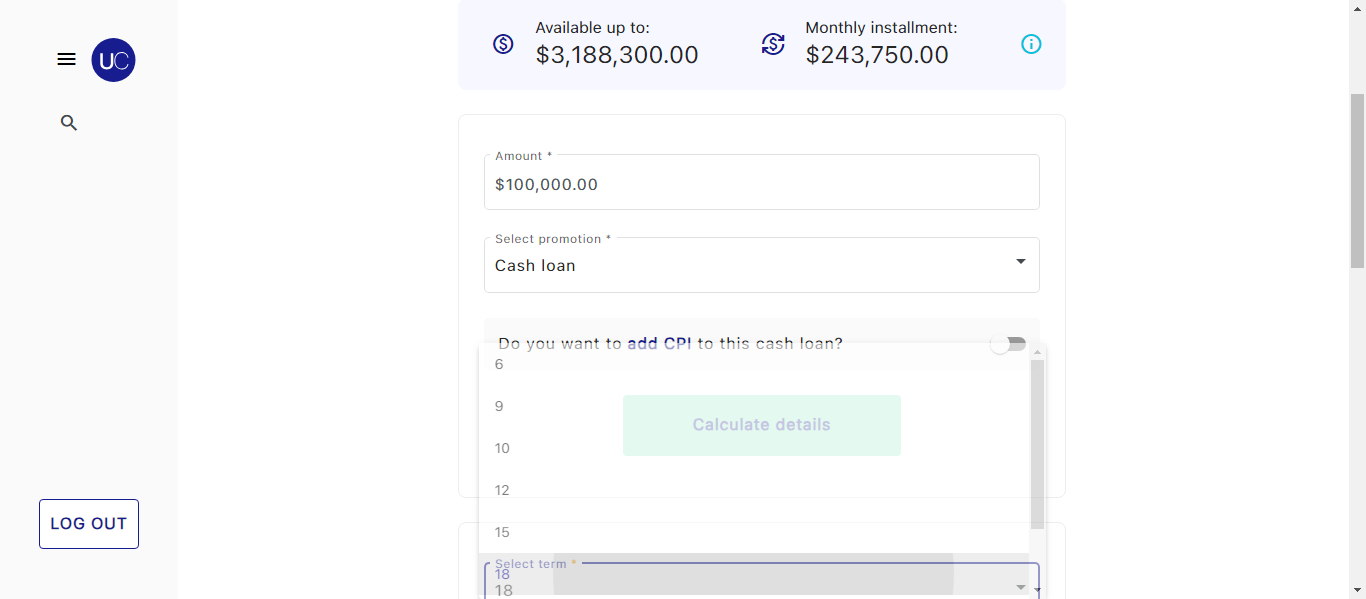 UC
LOG OUT
Available up to:
$3,188,300.00
Monthly installment:
$243,750.00
Amount *
$100,000.00
Select promotion *
Cash loan
Do you want to add CPI to this cash loan?
6
9
Calculate details
10
12
15
Select term *
18
18